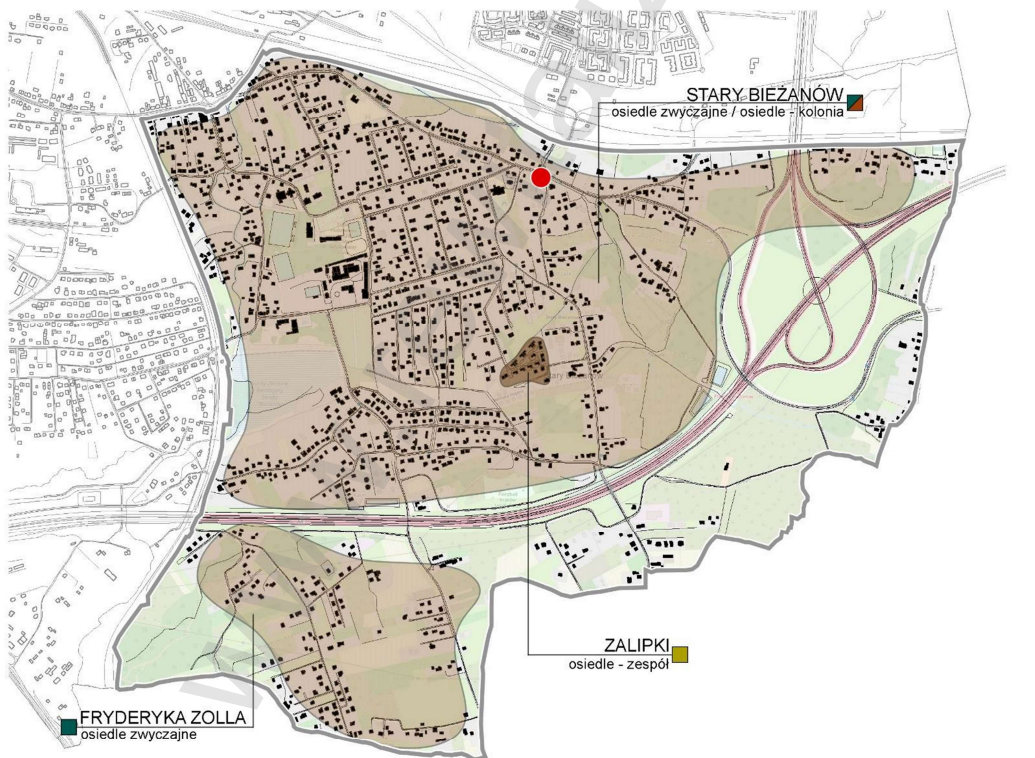 STARY BIEŻANÓW
osiedle zwyczajne / osiedle - kolonia
ZALIPKI
osiedle - zespół
FRYDERYKA ZOLLA
osiedle zwyczajne